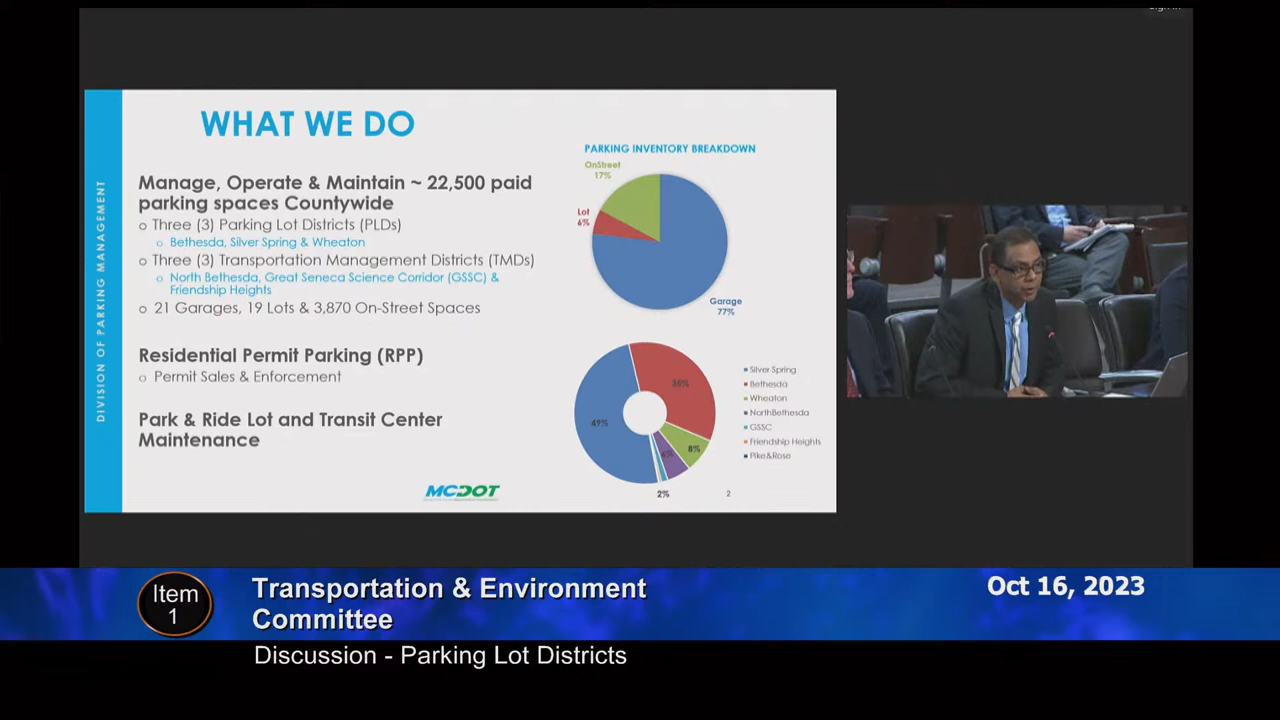 Sign in
DIVISION OF PARKING MANAGEMENT
WHAT WE DO
Manage, Operate & Maintain ~ 22,500 paid
parking spaces Countywide
o Three (3) Parking Lot Districts (PLDs)
o Bethesda, Silver Spring & Wheaton
o Three (3) Transportation Management Districts (TMDs)
o North Bethesda, Great Seneca Science Corridor (GSSC) &
Friendship Heights
o 21 Garages, 19 Lots & 3,870 On-Street Spaces
Residential Permit Parking (RPP)
o Permit Sales & Enforcement
Park & Ride Lot and Transit Center
Maintenance
MCDOT
PARKING INVENTORY BREAKDOWN
OnStreet
17%
Lot
6%
Garage
77%
49%
8%
2%
Silver Spring
Bethesda
Wheaton
NorthBethesda
GSSC
Friendship Heights
Pike&Rose
2
Item
1
Transportation & Environment
Committee
Oct 16, 2023
Discussion - Parking Lot Districts